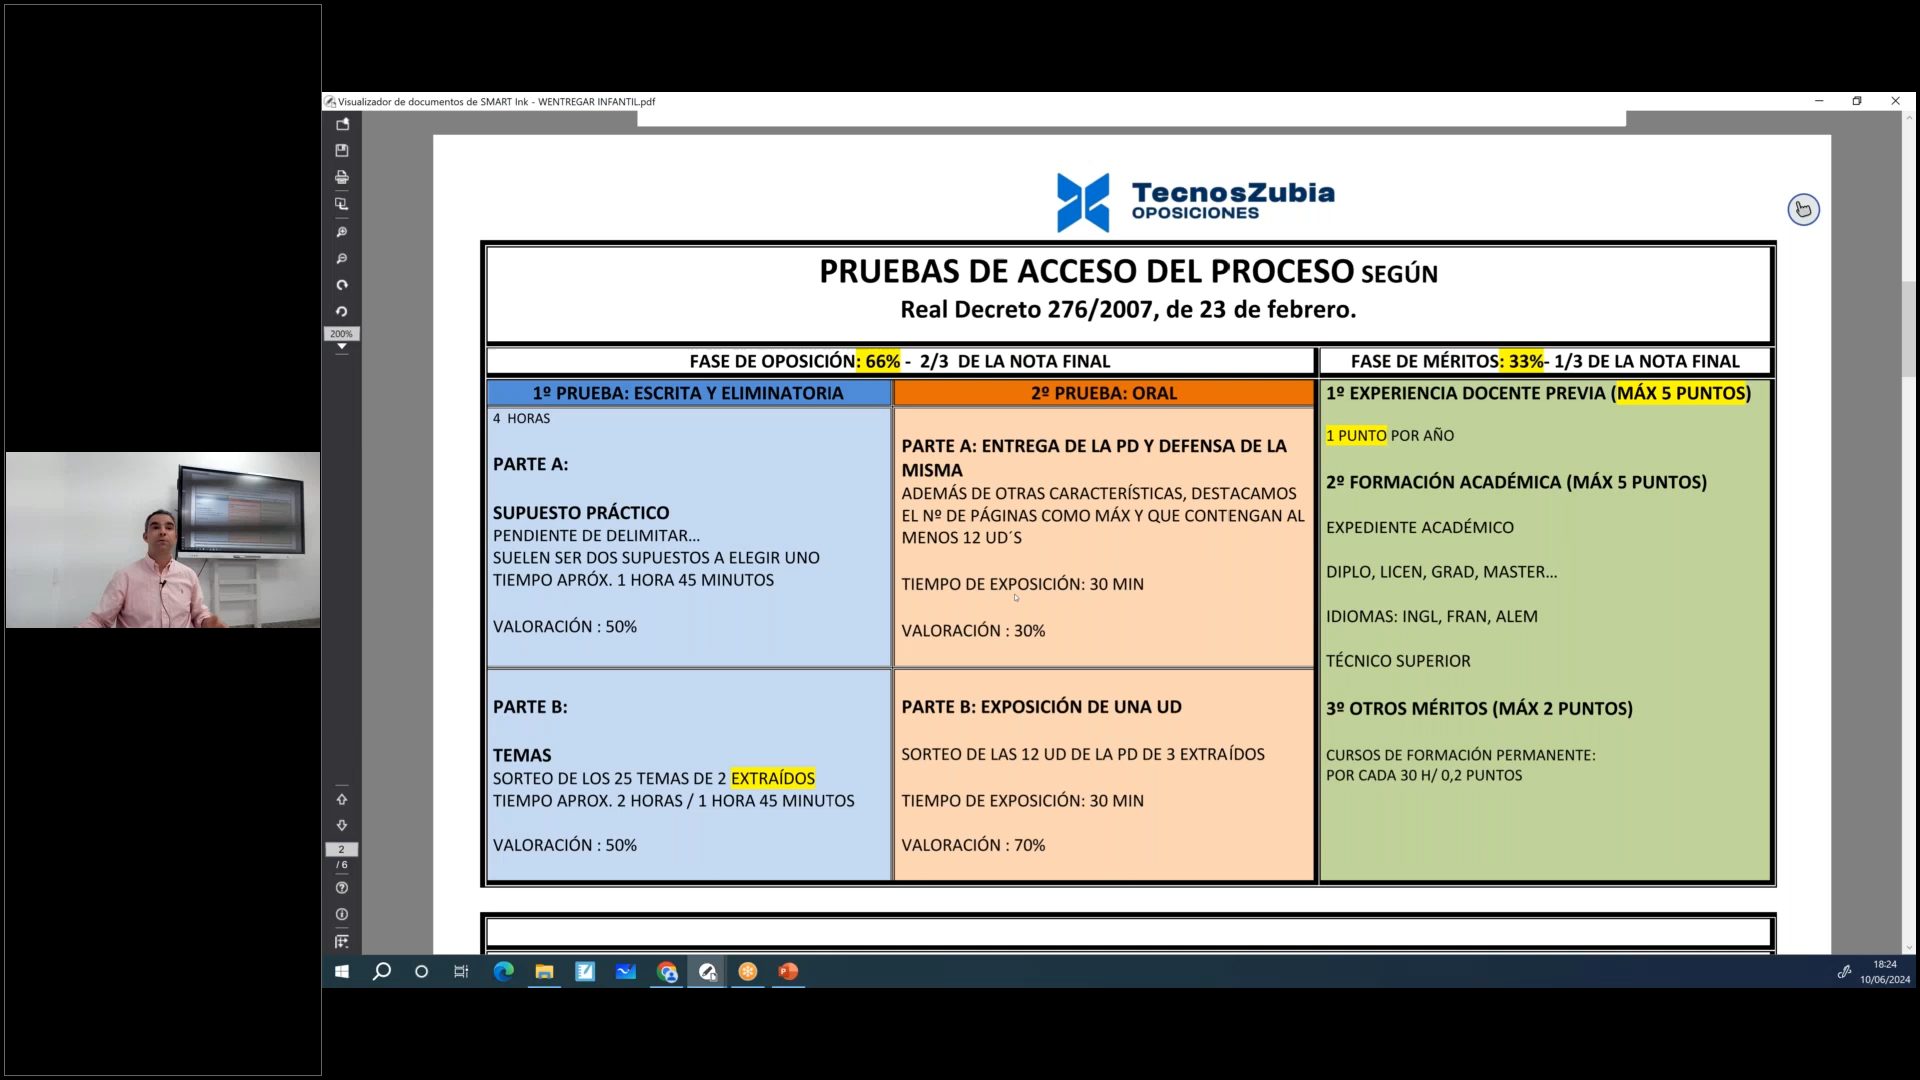 Visualizador de documentos de SMART Ink - WENTREGAR INFANTIL.pdf
200%
2
/ 6
TecnosZubia
OPOSICIONES
PRUEBAS DE ACCESO DEL PROCESO SEGÚN
Real Decreto 276/2007, de 23 de febrero.
FASE DE OPOSICIÓN: 66% - 2/3 DE LA NOTA FINAL
FASE DE MÉRITOS: 33%- 1/3 DE LA NOTA FINAL
1º PRUEBA: ESCRITA Y ELIMINATORIA
4 HORAS
PARTE A:
SUPUESTO PRÁCTICO
PENDIENTE DE DELIMITAR...
SUELEN SER DOS SUPUESTOS A ELEGIR UNO
TIEMPO APRÓX. 1 HORA 45 MINUTOS
VALORACIÓN : 50%
PARTE B:
TEMAS
SORTEO DE LOS 25 TEMAS DE 2 EXTRAÍDOS
TIEMPO APROX. 2 HORAS / 1 HORA 45 MINUTOS
VALORACIÓN : 50%
2º PRUEBA: ORAL
PARTE A: ENTREGA DE LA PD Y DEFENSA DE LA
MISMA
ADEMÁS DE OTRAS CARACTERÍSTICAS, DESTACAMOS
EL Nº DE PÁGINAS COMO MÁX Y QUE CONTENGAN AL
MENOS 12 UD´S
TIEMPO DE EXPOSICIÓN: 30 MIN
VALORACIÓN : 30%
PARTE B: EXPOSICIÓN DE UNA UD
SORTEO DE LAS 12 UD DE LA PD DE 3 EXTRAÍDOS
TIEMPO DE EXPOSICIÓN: 30 MIN
VALORACIÓN : 70%
1º EXPERIENCIA DOCENTE PREVIA (MÁX 5 PUNTOS)
1 PUNTO POR AÑO
2º FORMACIÓN ACADÉMICA (MÁX 5 PUNTOS)
EXPEDIENTE ACADÉMICO
DIPLO, LICEN, GRAD, MASTER...
IDIOMAS: INGL, FRAN, ALEM
TÉCNICO SUPERIOR
3º OTROS MÉRITOS (MÁX 2 PUNTOS)
CURSOS DE FORMACIÓN PERMANENTE:
POR CADA 30 H/ 0,2 PUNTOS
18:24
10/06/2024